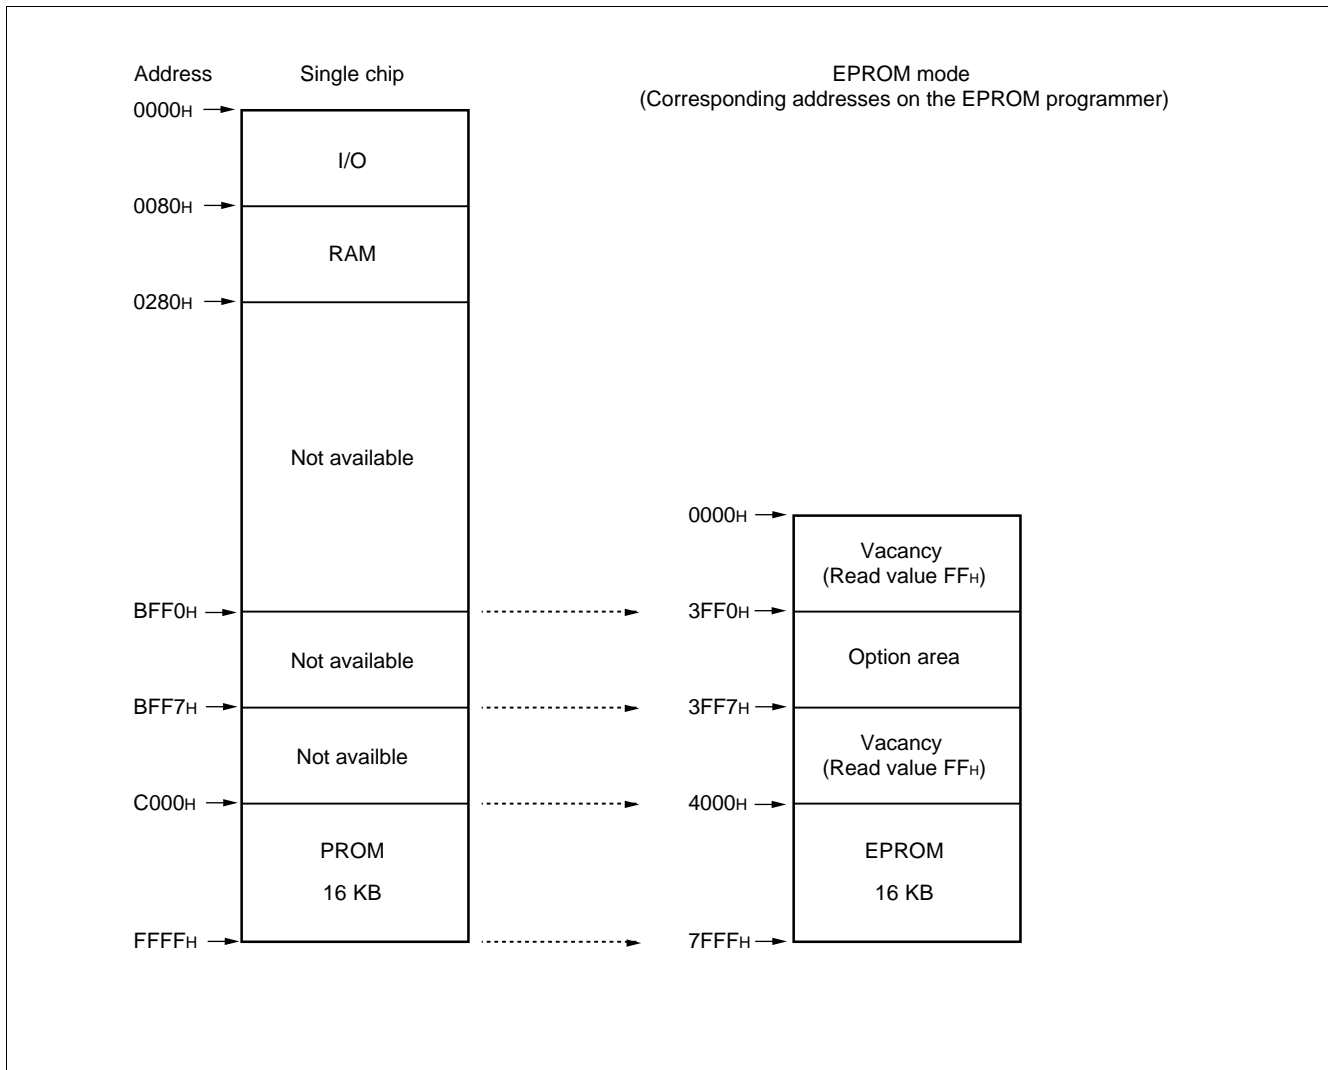 Address
Single chip
EPROM mode
(Corresponding addresses on the EPROM programmer)
0000H
I/O
0080H
RAM
0280H
Not available
BFF0H
Not available
BFF7H
Not availble
C000H
PROM
16 KB
FFFFH
0000H
Vacancy
(Read value FFH)
3FF0H
Option area
3FF7H
Vacancy
(Read value FFH)
4000H
EPROM
16 KB
7FFFH